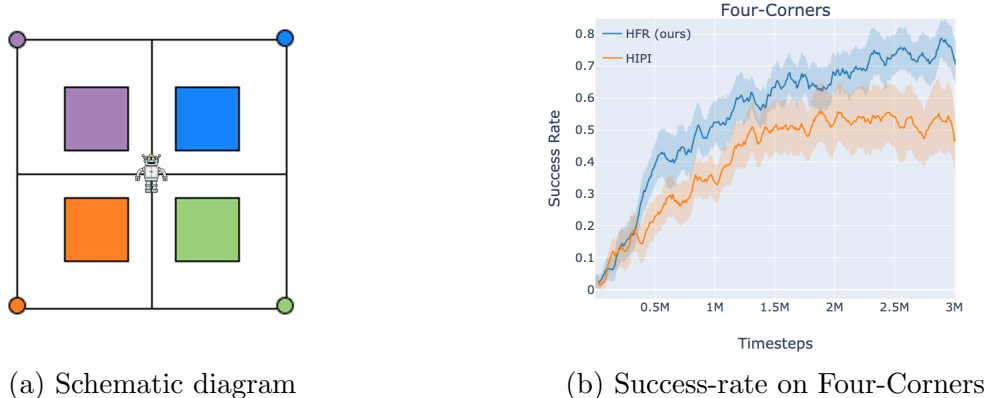 Four-Corners
HFR (ours)
HIPI
Success Rate
0.8
0.7
0.6
0.5
0.4
0.3
0.2
0.1
0
0.5M 1M 1.5M 2M 2.5M 3M
Timesteps
(a) Schematic diagram
(b) Success-rate on Four-Corners